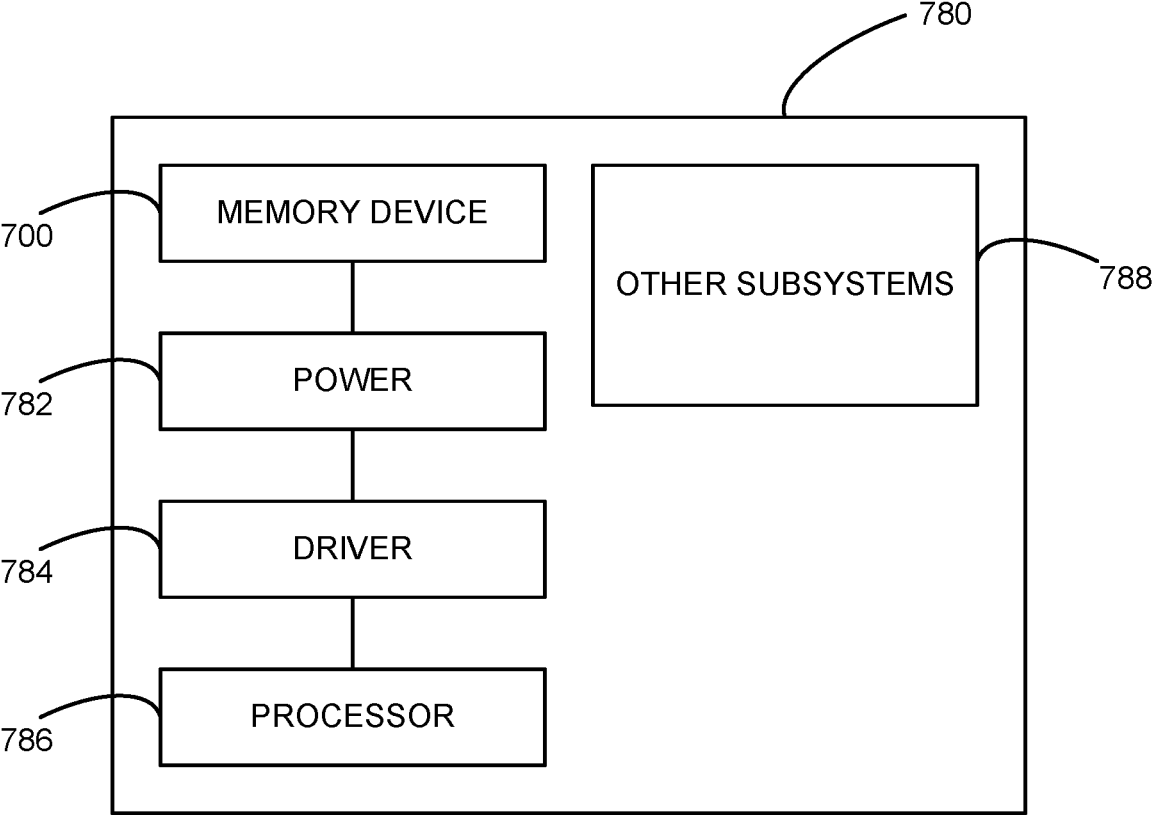 780
MEMORY DEVICE
700
OTHER SUBSYSTEMS
788
POWER
782
DRIVER
784
PROCESSOR
786